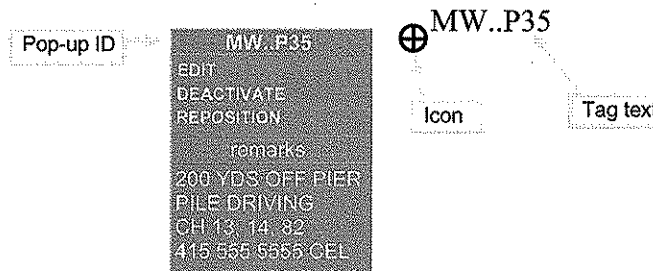 Pop-up ID
MW..P35
EDIT
DEACTIVATE
REPOSITION
remarks
200 YDS OFF PIER
PILE DRIVING
CH 13, 14, 82
415 555 5555 CEL
MW..P35
Icon
Tag text